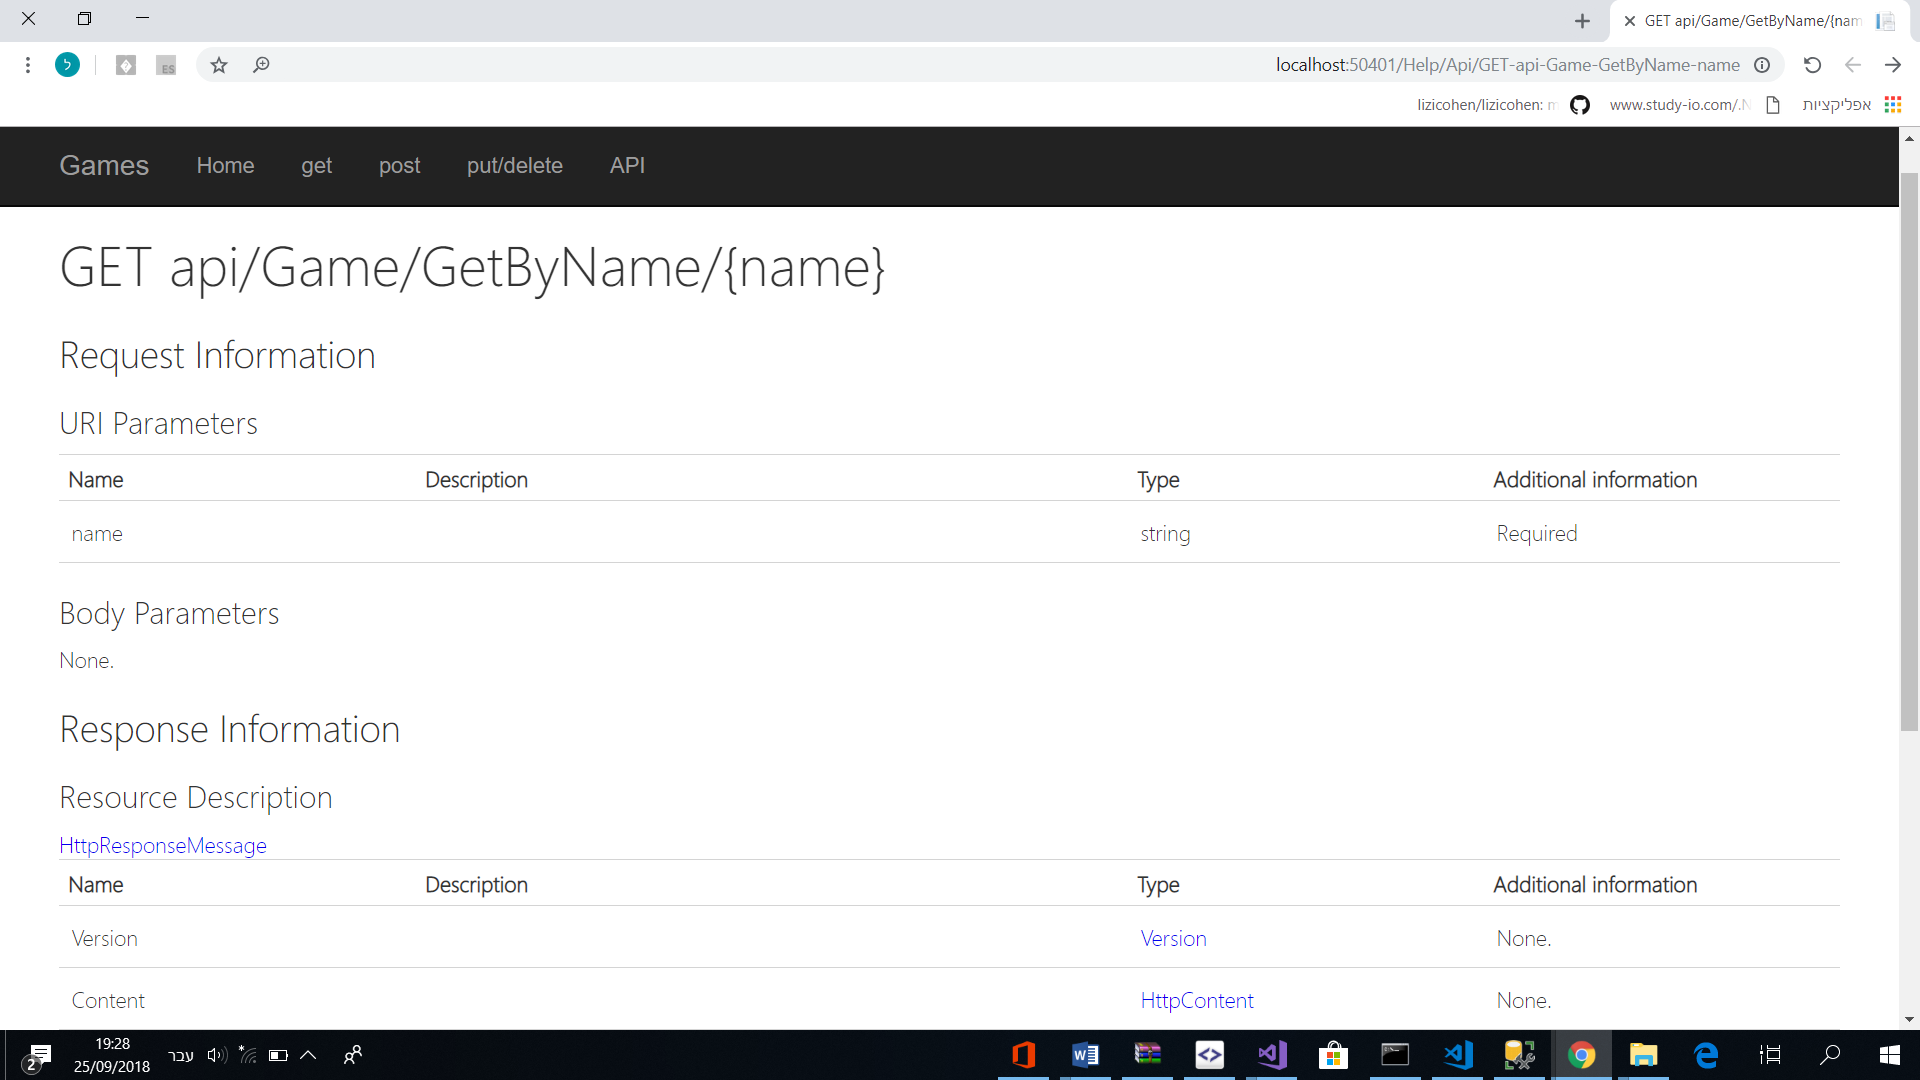 GET api/Game/GetByName/{nam
localhost:50401/Help/Api/GET-api-Game-GetByName-name
ES
אפליקציות
www.study-io.com/.N
lizicohen/lizicohen: m
Games Home get post put/delete API
GET api/Game/GetByName/{name}
Request Information
URI Parameters
Name Description Type Additional information
name string Required
Body Parameters
None.
Response Information
Resource Description
HttpResponseMessage
Name Description Type Additional information
Version Version None.
Content HttpContent None.
2
19:28
25/09/2018
עבר